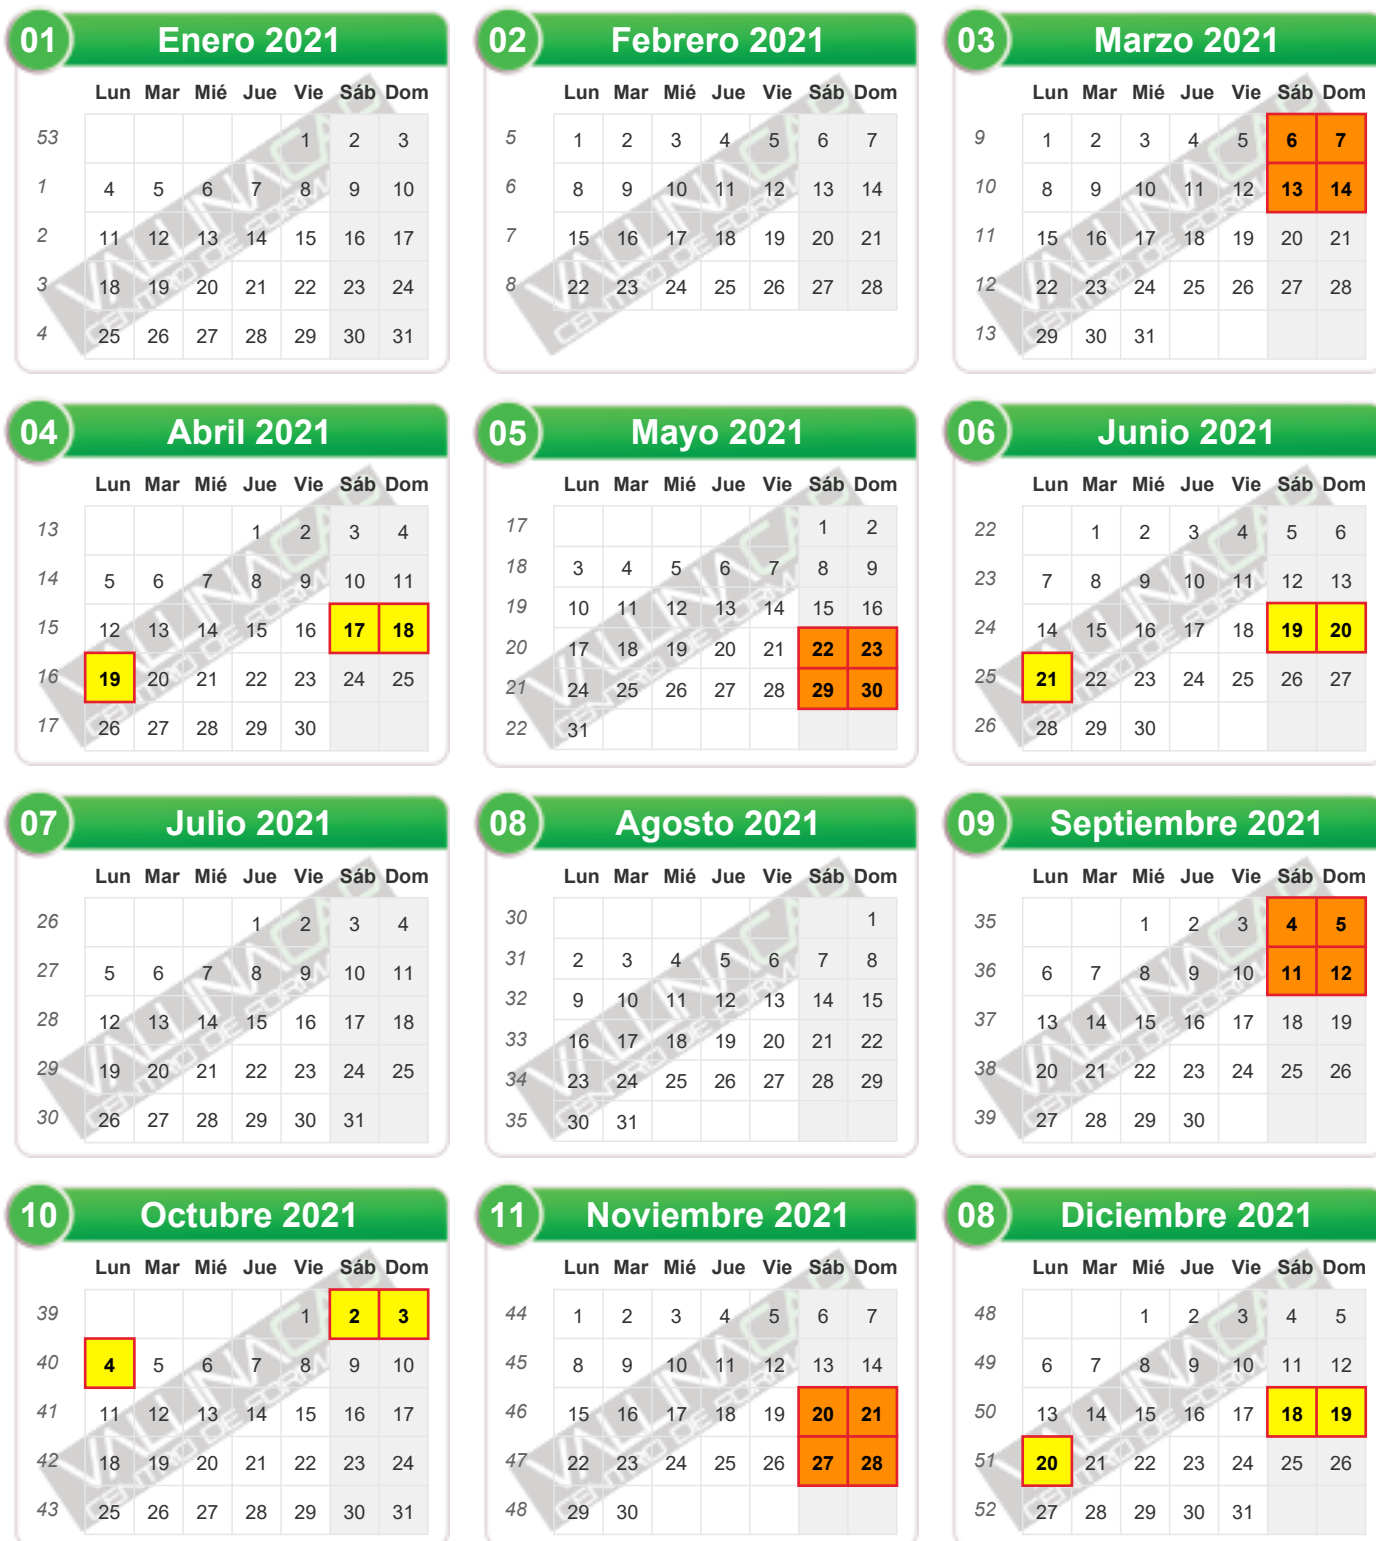 01 Enero 2021
Lun Mar Mié Jue Vie Sáb Dom
53 1 2 3
1 4 5 6 7 8 9 10
2 11 12 13 14 15 16 17
3 18 19 20 21 22 23 24
4 25 26 27 28 29 30 31
VALLIVACAP
CENTRO DE FORM
02 Febrero 2021
Lun Mar Mié Jue Vie Sáb Dom
5 1 2 3 4 5 6 7
6 8 9 10 11 12 13 14
7 15 16 17 18 19 20 21
8 22 23 24 25 26 27 28
03 Marzo 2021
Lun Mar Mié Jue Vie Sáb Dom
9 1 2 3 4 5 6 7
10 8 9 10 11 12 13 14
11 15 16 17 18 19 20 21
12 22 23 24 25 26 27 28
13 29 30 31
04 Abril 2021
Lun Mar Mié Jue Vie Sáb Dom
13 1 2 3 4
14 5 6 7 8 9 10 11
15 12 13 14 15 16 17 18
16 19 20 21 22 23 24 25
17 26 27 28 29 30
05 Mayo 2021
Lun Mar Mié Jue Vie Sáb Dom
17 1 2
18 3 4 5 6 7 8 9
19 10 11 12 13 14 15 16
20 17 18 19 20 21 22 23
21 24 25 26 27 28 29 30
22 31
06 Junio 2021
Lun Mar Mié Jue Vie Sáb Dom
22 1 2 3 4 5 6
23 7 8 9 10 11 12 13
24 14 15 16 17 18 19 20
25 21 22 23 24 25 26 27
26 28 29 30
07 Julio 2021
Lun Mar Mié Jue Vie Sáb Dom
26 1 2 3 4
27 5 6 7 8 9 10 11
28 12 13 14 15 16 17 18
29 19 20 21 22 23 24 25
30 26 27 28 29 30 31
08 Agosto 2021
Lun Mar Mié Jue Vie Sáb Dom
30 1
31 2 3 4 5 6 7 8
32 9 10 11 12 13 14 15
33 16 17 18 19 20 21 22
34 23 24 25 26 27 28 29
35 30 31
09 Septiembre 2021
Lun Mar Mié Jue Vie Sáb Dom
35 1 2 3 4 5
36 6 7 8 9 10 11 12
37 13 14 15 16 17 18 19
38 20 21 22 23 24 25 26
39 27 28 29 30
10 Octubre 2021
Lun Mar Mié Jue Vie Sáb Dom
39 1 2 3
40 4 5 6 7 8 9 10
41 11 12 13 14 15 16 17
42 18 19 20 21 22 23 24
43 25 26 27 28 29 30 31
11 Noviembre 2021
Lun Mar Mié Jue Vie Sáb Dom
44 1 2 3 4 5 6 7
45 8 9 10 11 12 13 14
46 15 16 17 18 19 20 21
47 22 23 24 25 26 27 28
48 29 30
08 Diciembre 2021
Lun Mar Mié Jue Vie Sáb Dom
48 1 2 3 4 5
49 6 7 8 9 10 11 12
50 13 14 15 16 17 18 19
51 20 21 22 23 24 25 26
52 27 28 29 30 31